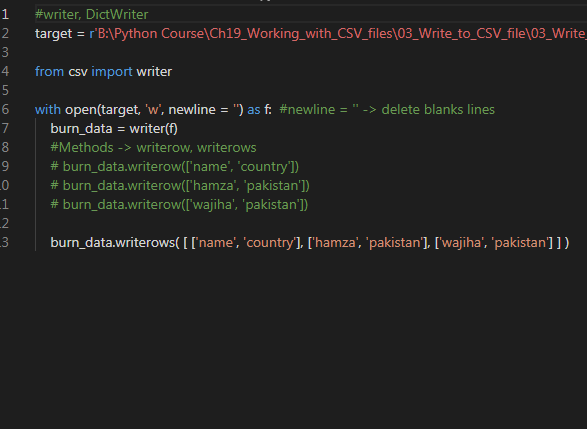 1 #writer, DictWriter
2 target = r'B:\Python Course\Ch19_Working_with_CSV_files\03_Write_to_CSV_file\03_Write_
3
4 from csv import writer
5
6 with open(target, 'w', newline = '') as f:  #newline = '' -> delete blanks lines
7     burn_data = writer(f)
8     #Methods -> writerow, writerows
9     # burn_data.writerow(['name', 'country'])
.0     # burn_data.writerow(['hamza', 'pakistan'])
.1     # burn_data.writerow(['wajiha', 'pakistan'])
.2
.3     burn_data.writerows( [ ['name', 'country'], ['hamza', 'pakistan'], ['wajiha', 'pakistan'] ] )